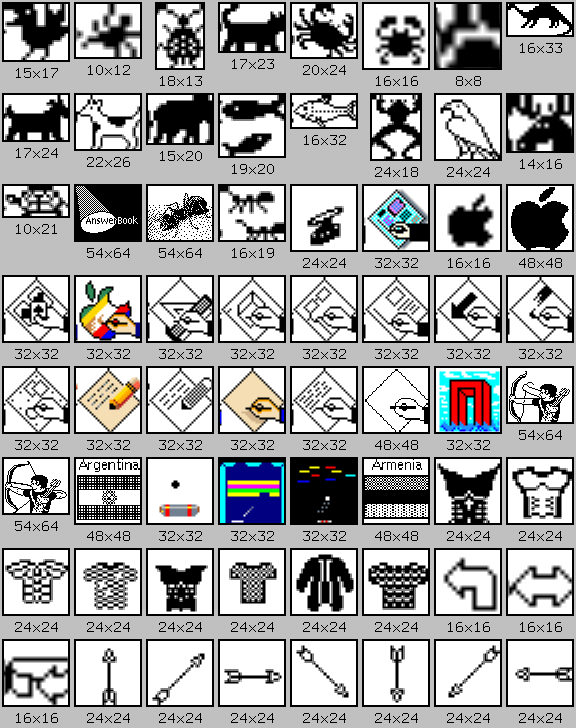 15x17 10x12 18x13 17x23 20x24 16x16 8x8 16x33
17x24 22x26 15x20 19x20 16x32 24x18 24x24 14x16
AnswerBook
10x21 54x64 54x64 16x19 24x24 32x32 16x16 48x48
32x32 32x32 32x32 32x32 32x32 32x32 32x32 32x32
32x32 32x32 32x32 32x32 32x32 48x48 32x32 54x64
Argentina Armenia
54x64 48x48 32x32 32x32 32x32 48x48 24x24 24x24
24x24 24x24 24x24 24x24 24x24 24x24 16x16 16x16
16x16 24x24 24x24 24x24 24x24 24x24 24x24 24x24